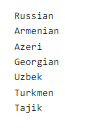 Russian
Armenian
Azeri
Georgian
Uzbek
Turkmen
Tajik